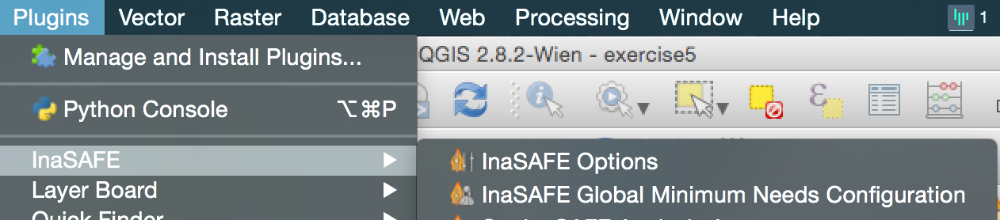 Plugins Vector Raster Database Web Processing Window Help 1
Manage and Install Plugins...
QGIS 2.8.2-Wien - exercise5
Python Console ⌥⌘P
InaSAFE
InaSAFE Options
Layer Board
InaSAFE Global Minimum Needs Configuration
Quick Finder